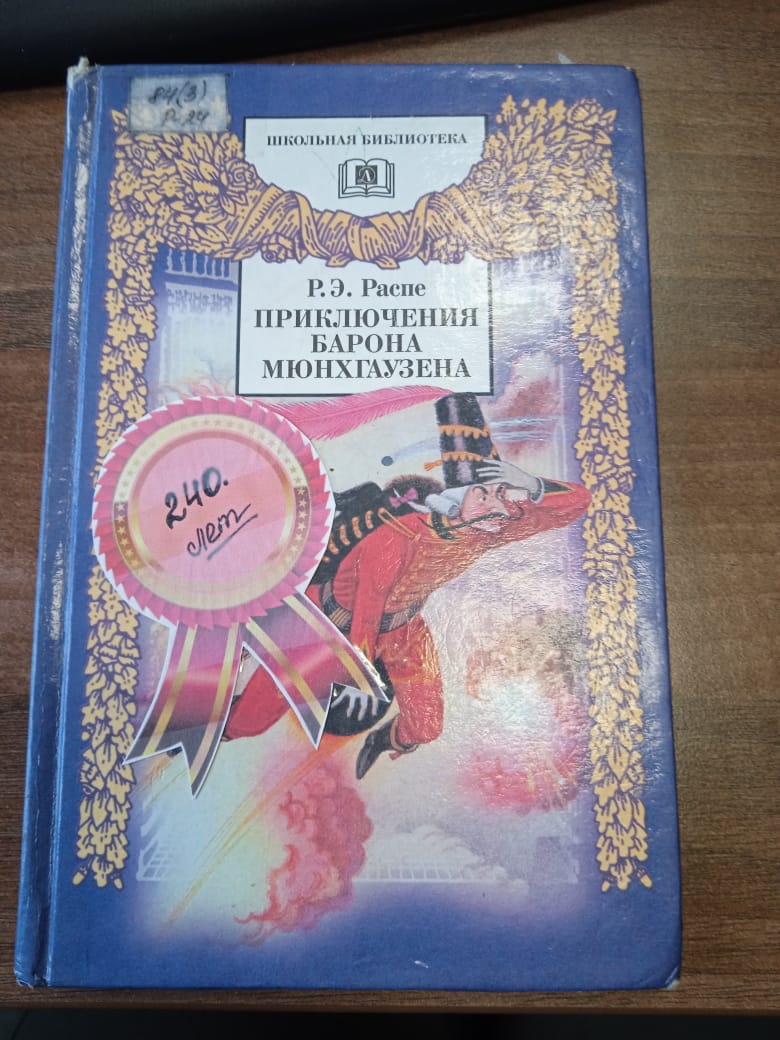 84(3)
Р-24
ШКОЛЬНАЯ БИБЛИОТЕКА
Р.Э. Распе
ПРИКЛЮЧЕНИЯ
БАРОНА
МЮНХГАУЗЕНА
240.
лет